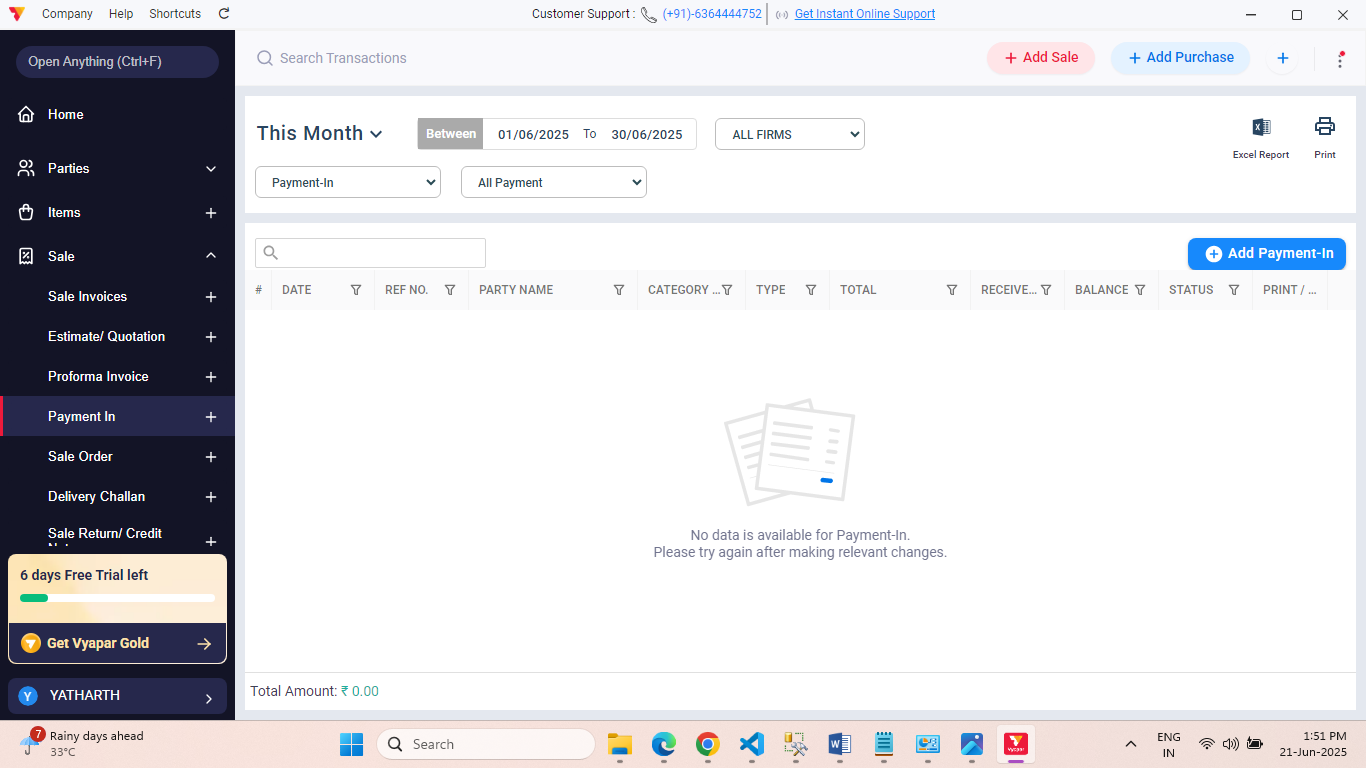 Company Help Shortcuts
Customer Support : (+91)-6364444752 Get Instant Online Support
Open Anything (Ctrl+F)
Search Transactions
Add Sale
Add Purchase
Home
Parties
Items
Sale
Sale Invoices
Estimate/ Quotation
Proforma Invoice
Payment In
Sale Order
Delivery Challan
Sale Return/ Credit
6 days Free Trial left
Get Vyapar Gold
Y YATHARTH
This Month
Between 01/06/2025 To 30/06/2025
ALL FIRMS
Excel Report
Print
Payment-In
All Payment
Add Payment-In
# DATE REF NO. PARTY NAME CATEGORY ... TYPE TOTAL RECEIVE... BALANCE STATUS PRINT / ...
No data is available for Payment-In.
Please try again after making relevant changes.
Total Amount: ₹ 0.00
7
Rainy days ahead
33°C
Search
Vyapar
ENG
IN
1:51 PM
21-Jun-2025